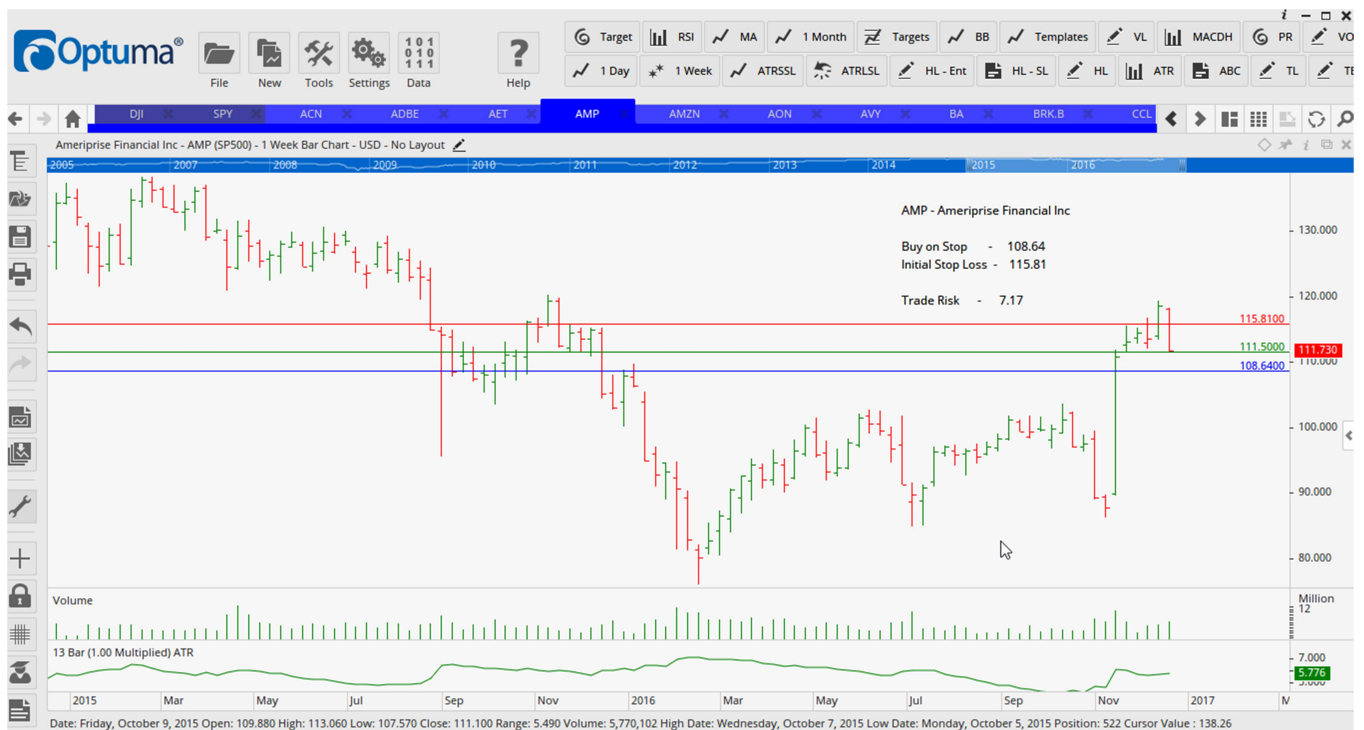 Optuma®
File New Tools Settings Data Help
Target RSI MA 1 Month Targets BB Templates VL MACDH PR
1 Day 1 Week ATRSSL ATRLSL HL - Ent HL - SL HL ATR ABC TL
DJI SPY ACN ADBE AET AMP AMZN AON AVY BA BRK.B CCL
Ameriprise Financial Inc - AMP (SP500) - 1 Week Bar Chart - USD - No Layout
2005 2007 2008 2009 2010 2011 2012 2013 2014 2015 2016
AMP - Ameriprise Financial Inc
130.000
Buy on Stop - 108.64
Initial Stop Loss - 115.81
120.000
Trade Risk - 7.17
115.8100
111.5000
111.730
110.000
108.6400
100.000
90.000
80.000
Volume
Million
12
13 Bar (1.00 Multiplied) ATR
7.000
5.776
2015 Mar May Jul Sep Nov 2016 Mar May Jul Sep Nov 2017
Date: Friday, October 9, 2015 Open: 109.880 High: 113.060 Low: 107.570 Close: 111.100 Range: 5.490 Volume: 5,770,102 High Date: Wednesday, October 7, 2015 Low Date: Monday, October 5, 2015 Position: 522 Cursor Value : 138.26